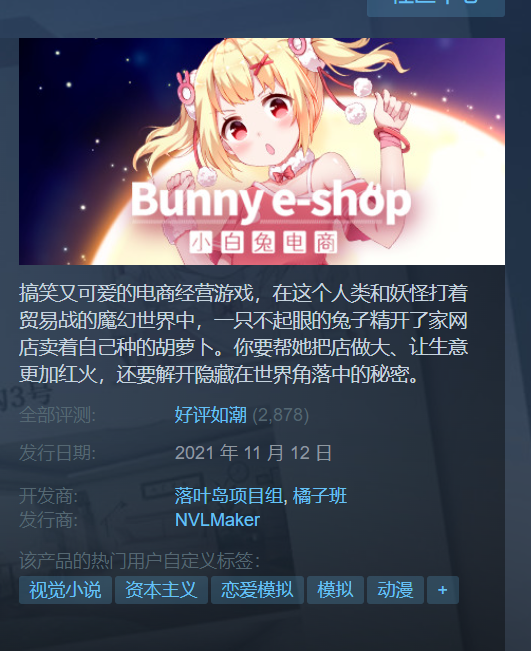 Bunny e-shop
小白兔电商
搞笑又可爱的电商经营游戏，在这个人类和妖怪打着
贸易战的魔幻世界中，一只不起眼的兔子精开了家网
店卖着自己种的胡萝卜。你要帮她把店做大、让生意
更加红火，还要解开隐藏在世界角落中的秘密。
全部评测: 好评如潮 (2,878)
发行日期: 2021 年 11 月 12 日
开发商: 落叶岛项目组, 橘子班
发行商: NVLMaker
该产品的热门用户自定义标签:
视觉小说 资本主义 恋爱模拟 模拟 动漫 +